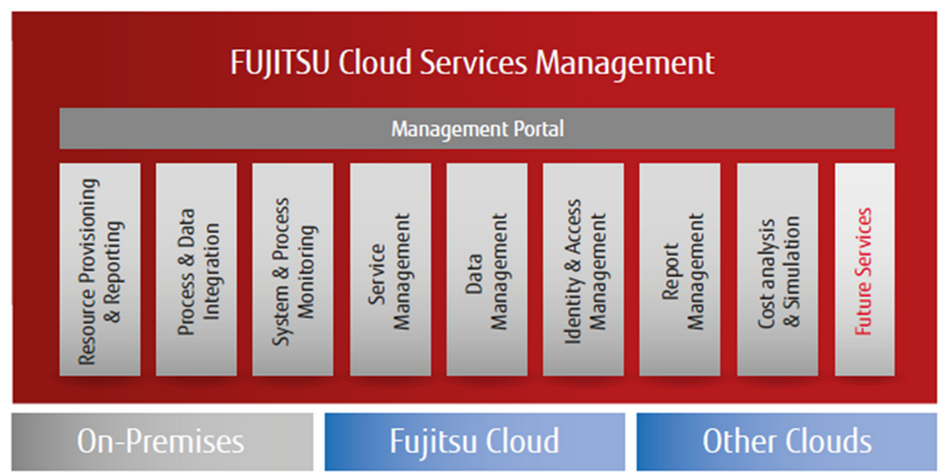 FUJITSU Cloud Services Management
Management Portal
Resource Provisioning
& Reporting
Process & Data
Integration
System & Process
Monitoring
Service
Management
Data
Management
Identity & Access
Management
Report
Management
Cost analysis
& Simulation
Future Services
On-Premises
Fujitsu Cloud
Other Clouds